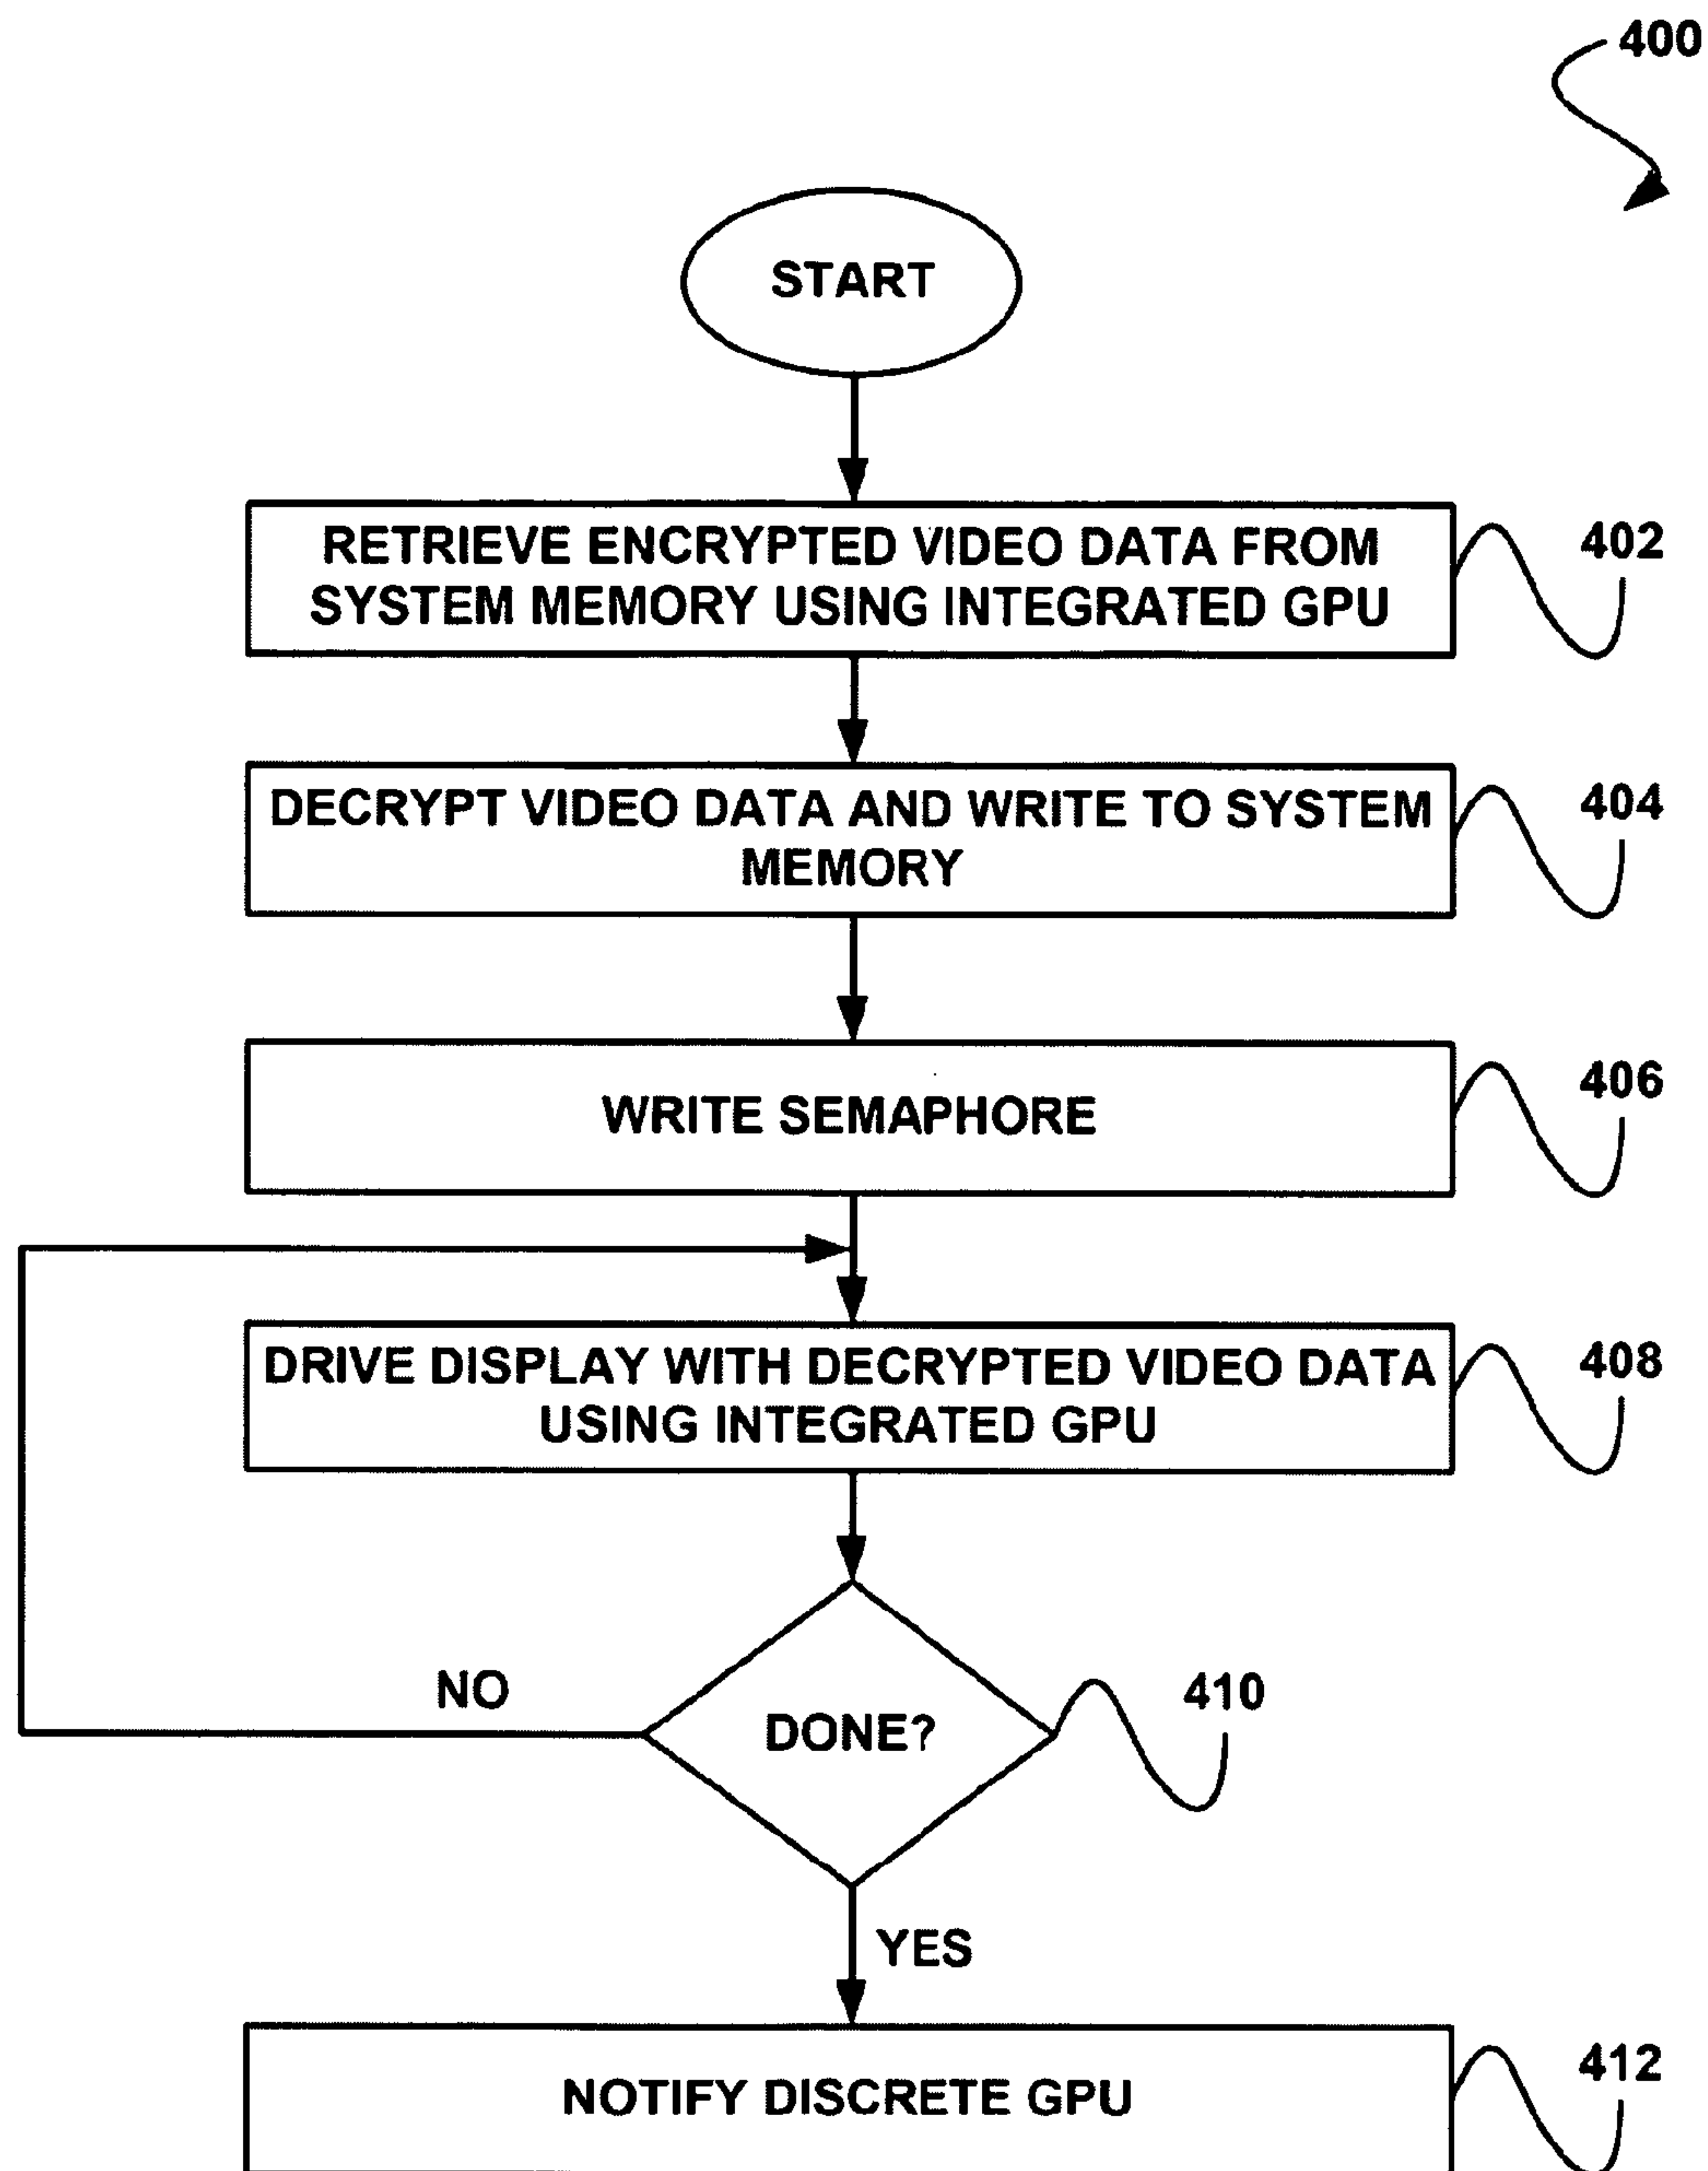 400
START
RETRIEVE ENCRYPTED VIDEO DATA FROM
SYSTEM MEMORY USING INTEGRATED GPU
402
DECRYPT VIDEO DATA AND WRITE TO SYSTEM
MEMORY
404
WRITE SEMAPHORE
406
DRIVE DISPLAY WITH DECRYPTED VIDEO DATA
USING INTEGRATED GPU
408
NO
DONE?
410
YES
NOTIFY DISCRETE GPU
412